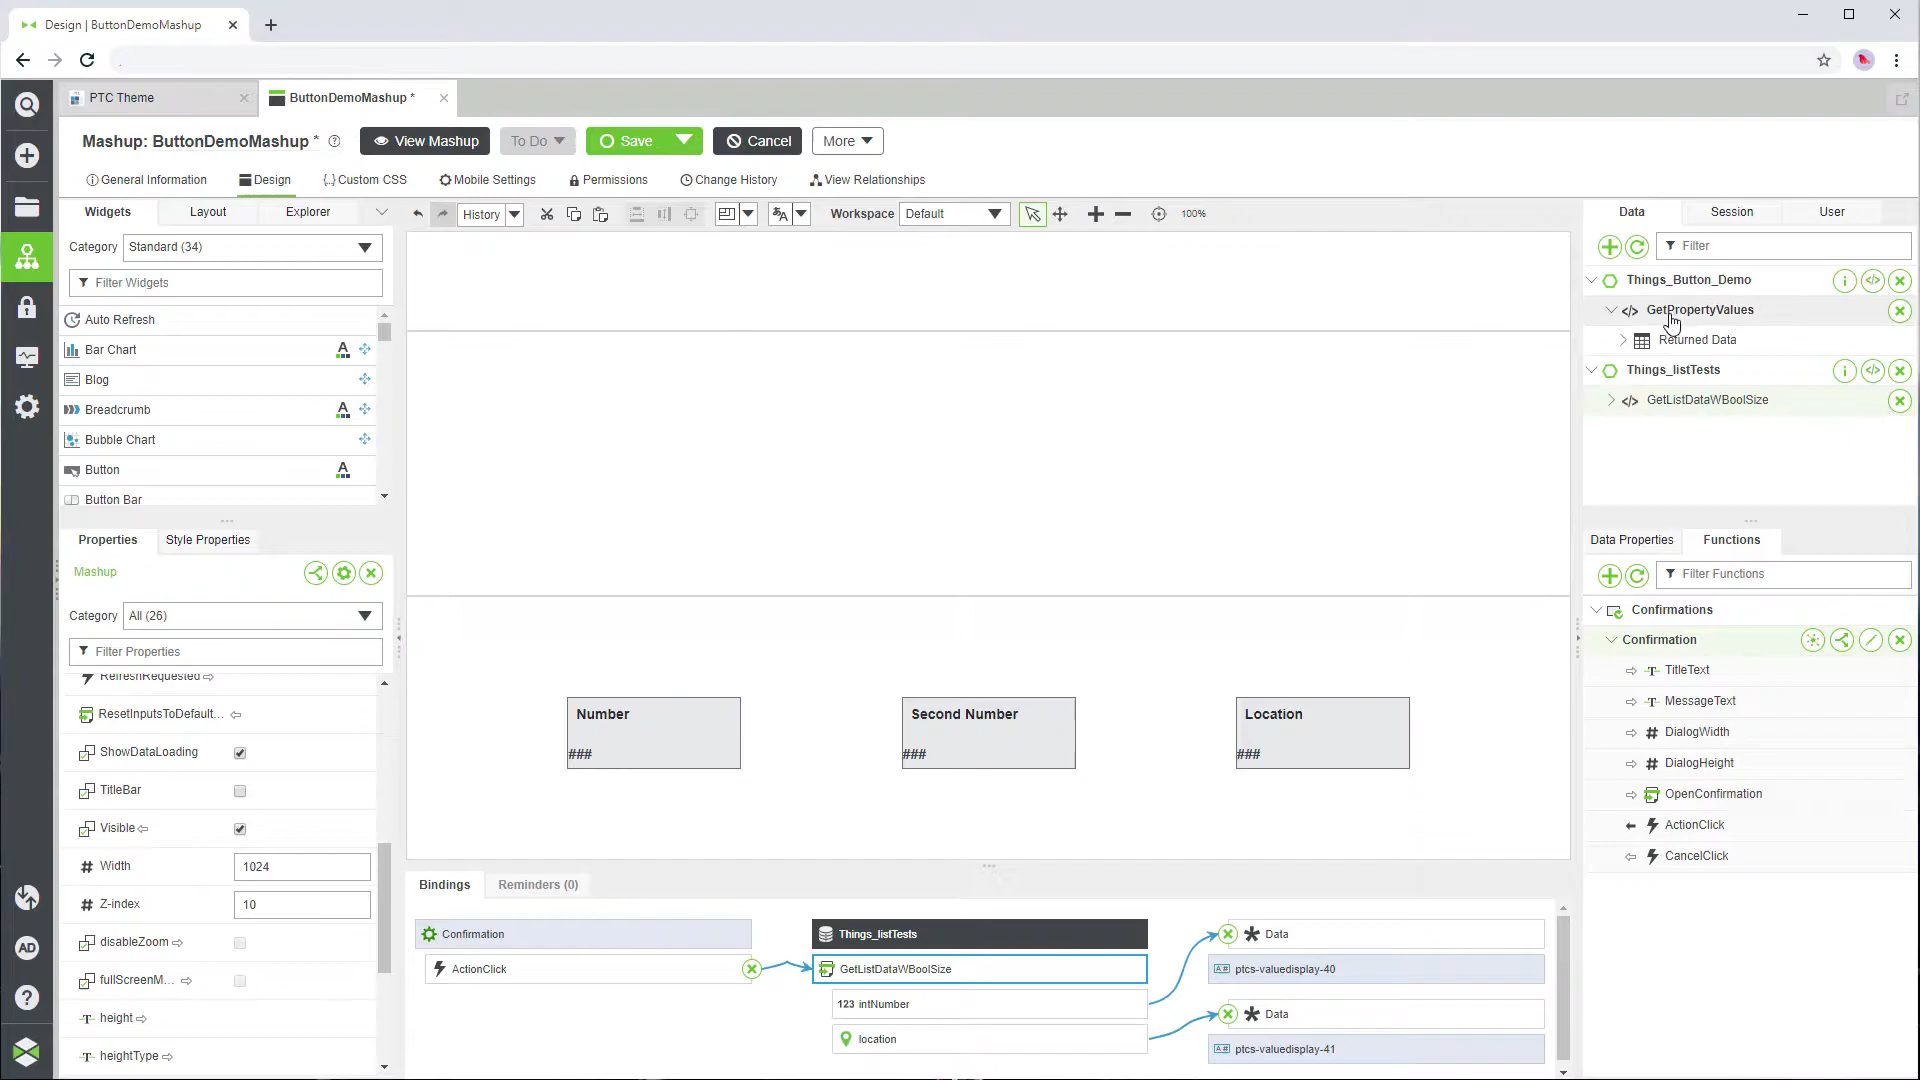 Design | ButtonDemoMashup
PTC Theme
ButtonDemoMashup *
Mashup: ButtonDemoMashup *
View Mashup
To Do
Save
Cancel
More
General Information
Design
Custom CSS
Mobile Settings
Permissions
Change History
View Relationships
Widgets
Layout
Explorer
History
Workspace
Default
100%
Data
Session
User
Category
Standard (34)
Filter Widgets
Auto Refresh
Bar Chart
Blog
Breadcrumb
Bubble Chart
Button
Button Bar
Filter
Things_Button_Demo
GetPropertyValues
Returned Data
Things_listTests
GetListDataWBoolSize
Properties
Style Properties
Mashup
Category
All (26)
Filter Properties
RefreshRequested
ResetInputsToDefault...
ShowDataLoading
TitleBar
Visible
Width
1024
Z-index
10
disableZoom
fullScreenM...
height
heightType
Number
###
Second Number
###
Location
###
Data Properties
Functions
Filter Functions
Confirmations
Confirmation
TitleText
MessageText
DialogWidth
DialogHeight
OpenConfirmation
ActionClick
CancelClick
Bindings
Reminders (0)
Confirmation
ActionClick
Things_listTests
GetListDataWBoolSize
123 intNumber
location
Data
ptcs-valuedisplay-40
Data
ptcs-valuedisplay-41
AD